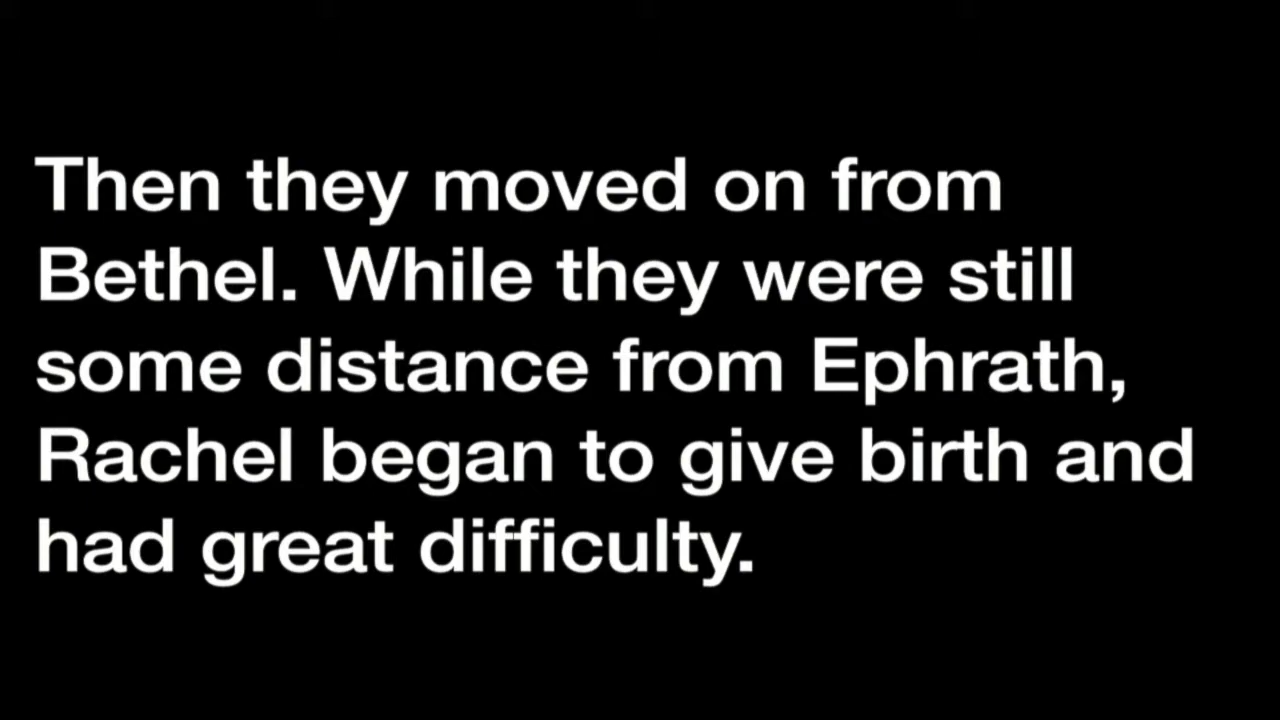 Then they moved on from
Bethel. While they were still
some distance from Ephrath,
Rachel began to give birth and
had great difficulty.